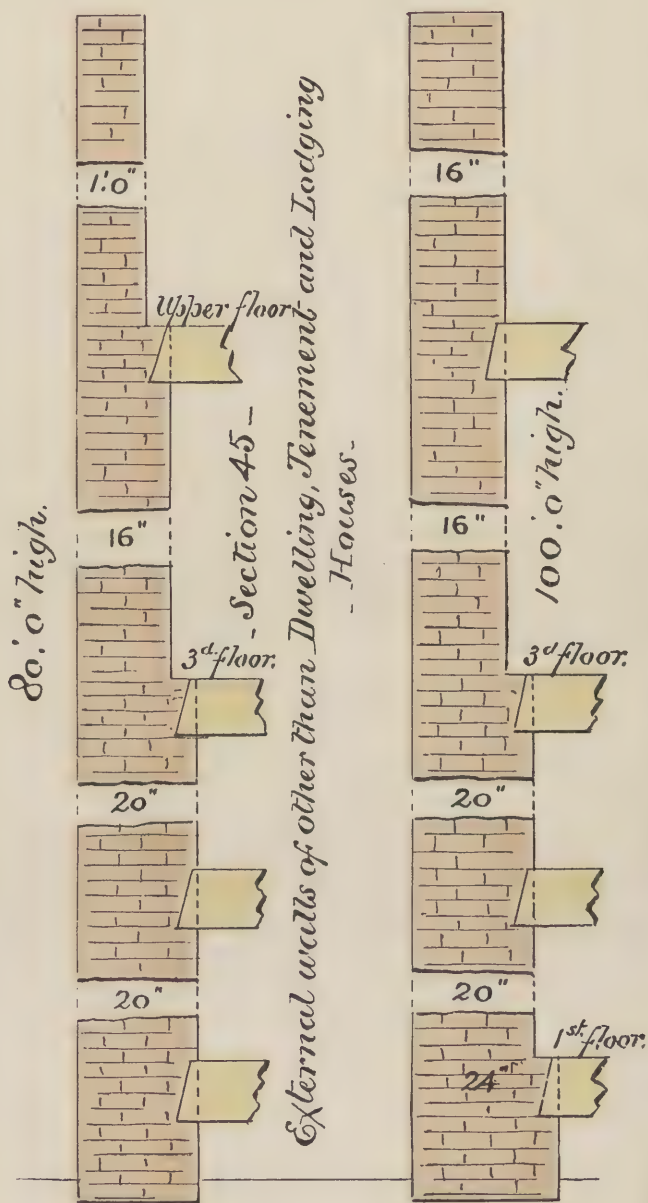 1'.0"
Upper floor
16"
3ᵈ floor.
20"
20"
80'.0" high.
- Section 45 -
External walls of other than Dwelling, Tenement and Lodging
- Houses -
16"
16"
3ᵈ floor.
20"
20"
1ˢᵗ floor.
24"
100'.0" high.